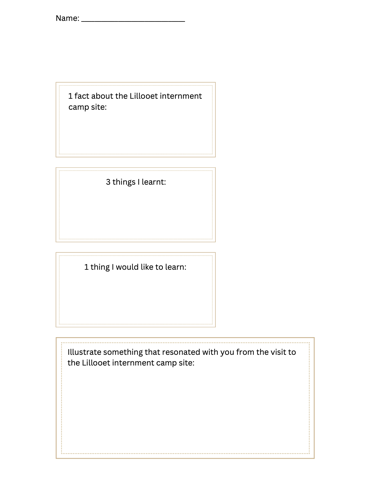 Name: ___________________________
1 fact about the Lillooet internment
camp site:
3 things I learnt:
1 thing I would like to learn:
Illustrate something that resonated with you from the visit to
the Lillooet internment camp site: